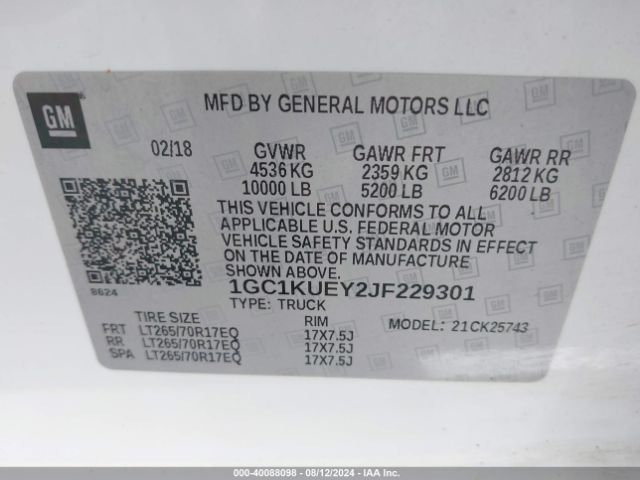 GM
MFD BY GENERAL MOTORS LLC
02/18 GVWR GAWR FRT GAWR RR
4536 KG 2359 KG 2812 KG
10000 LB 5200 LB 6200 LB
THIS VEHICLE CONFORMS TO ALL
APPLICABLE U.S. FEDERAL MOTOR
VEHICLE SAFETY STANDARDS IN EFFECT
ON THE DATE OF MANUFACTURE
SHOWN ABOVE.
8624 1GC1KUEY2JF229301
TYPE: TRUCK
TIRE SIZE RIM MODEL: 21CK25743
FRT LT265/70R17EQ 17X7.5J
RR LT265/70R17EQ 17X7.5J
SPA LT265/70R17EQ 17X7.5J
000-40088098 - 08/12/2024 - IAA Inc.